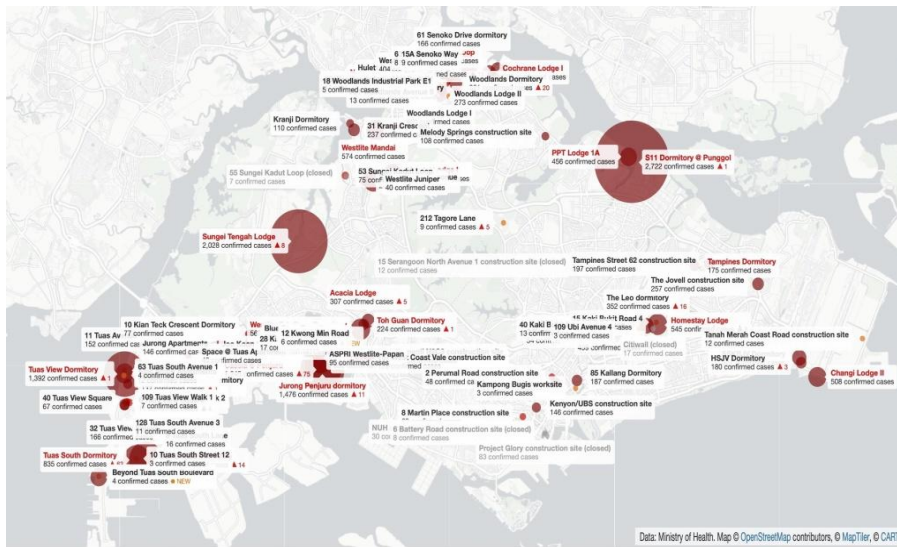 61 Senoko Drive dormitory
166 confirmed cases
15A Senoko Way
9 confirmed cases
Cochrane Lodge I
Woodlands Dormitory
▲ 20
18 Woodlands Industrial Park E1
5 confirmed cases
13 confirmed cases
Woodlands Lodge II
273 confirmed cases
Woodlands Lodge I
Kranji Dormitory
110 confirmed cases
31 Kranji Cresc
237 confirmed
Melody Springs construction site
108 confirmed cases
Westlite Mandai
574 confirmed cases
PPT Lodge 1A
456 confirmed cases
S11 Dormitory @ Punggol
2,722 confirmed cases ▲ 1
55 Sungei Kadut Loop (closed)
7 confirmed cases
53 Sungei Kadut Loop
75
Westlite Juniper
40 confirmed cases
212 Tagore Lane
9 confirmed cases ▲ 5
Sungei Tengah Lodge
2,028 confirmed cases ▲ 8
15 Serangoon North Avenue 1 construction site (closed)
12 confirmed cases
Tampines Street 62 construction site
197 confirmed cases
Tampines Dormitory
175 confirmed cases
The Jovell construction site
257 confirmed cases
Acacia Lodge
307 confirmed cases ▲ 5
The Leo dormitory
352 confirmed cases ▲ 16
10 Kian Teck Crescent Dormitory
77 confirmed cases
Toh Guan Dormitory
224 confirmed cases ▲ 1
12 Kwong Min Road
6 confirmed cases
15 Kaki Bukit Road 4
40 Kaki B
109 Ubi Avenue 4
3 confirmed cases
Homestay Lodge
545
11 Tuas Av
152 confirmed
Jurong Apartments
146 confirmed cases
Space @ Tuas
ASPRI Westlite-Papan
95 confirmed cases
Coast Vale construction site
confirmed cases
Citiwall (closed)
17 confirmed cases
Tanah Merah Coast Road construction site
12 confirmed cases
HSJV Dormitory
180 confirmed cases ▲ 3
Changi Lodge II
508 confirmed cases
Tuas View Dormitory
1,392 confirmed cases ▲ 1
63 Tuas South Avenue 1
4 confirmed cases
▲ 75
2 Perumal Road construction site
48 confirmed cases
85 Kallang Dormitory
187 confirmed cases
Jurong Penjuru dormitory
1,476 confirmed cases ▲ 11
Kampong Bugis worksite
3 confirmed cases
40 Tuas View Square
67 confirmed cases
109 Tuas View Walk 1
7 confirmed cases
Kenyon/UBS construction site
146 confirmed cases
8 Martin Place construction site
128 Tuas South Avenue 3
11 confirmed cases
32 Tuas View
166 confirmed
16 confirmed cases
NUH
30
6 Battery Road construction site (closed)
8 confirmed cases
Project Glory construction site (closed)
83 confirmed cases
Tuas South Dormitory
835 confirmed cases
10 Tuas South Street 12
3 confirmed cases
▲ 14
Beyond Tuas South Boulevard
4 confirmed cases NEW
Data: Ministry of Health. Map © OpenStreetMap contributors, © MapTiler, © CART